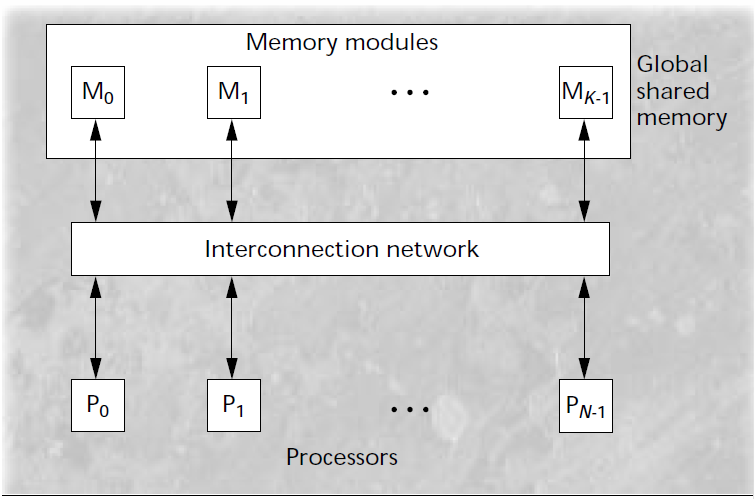 Memory modules
Global
shared
memory
M0 M1 ... MK-1
Interconnection network
P0 P1 ... PN-1
Processors